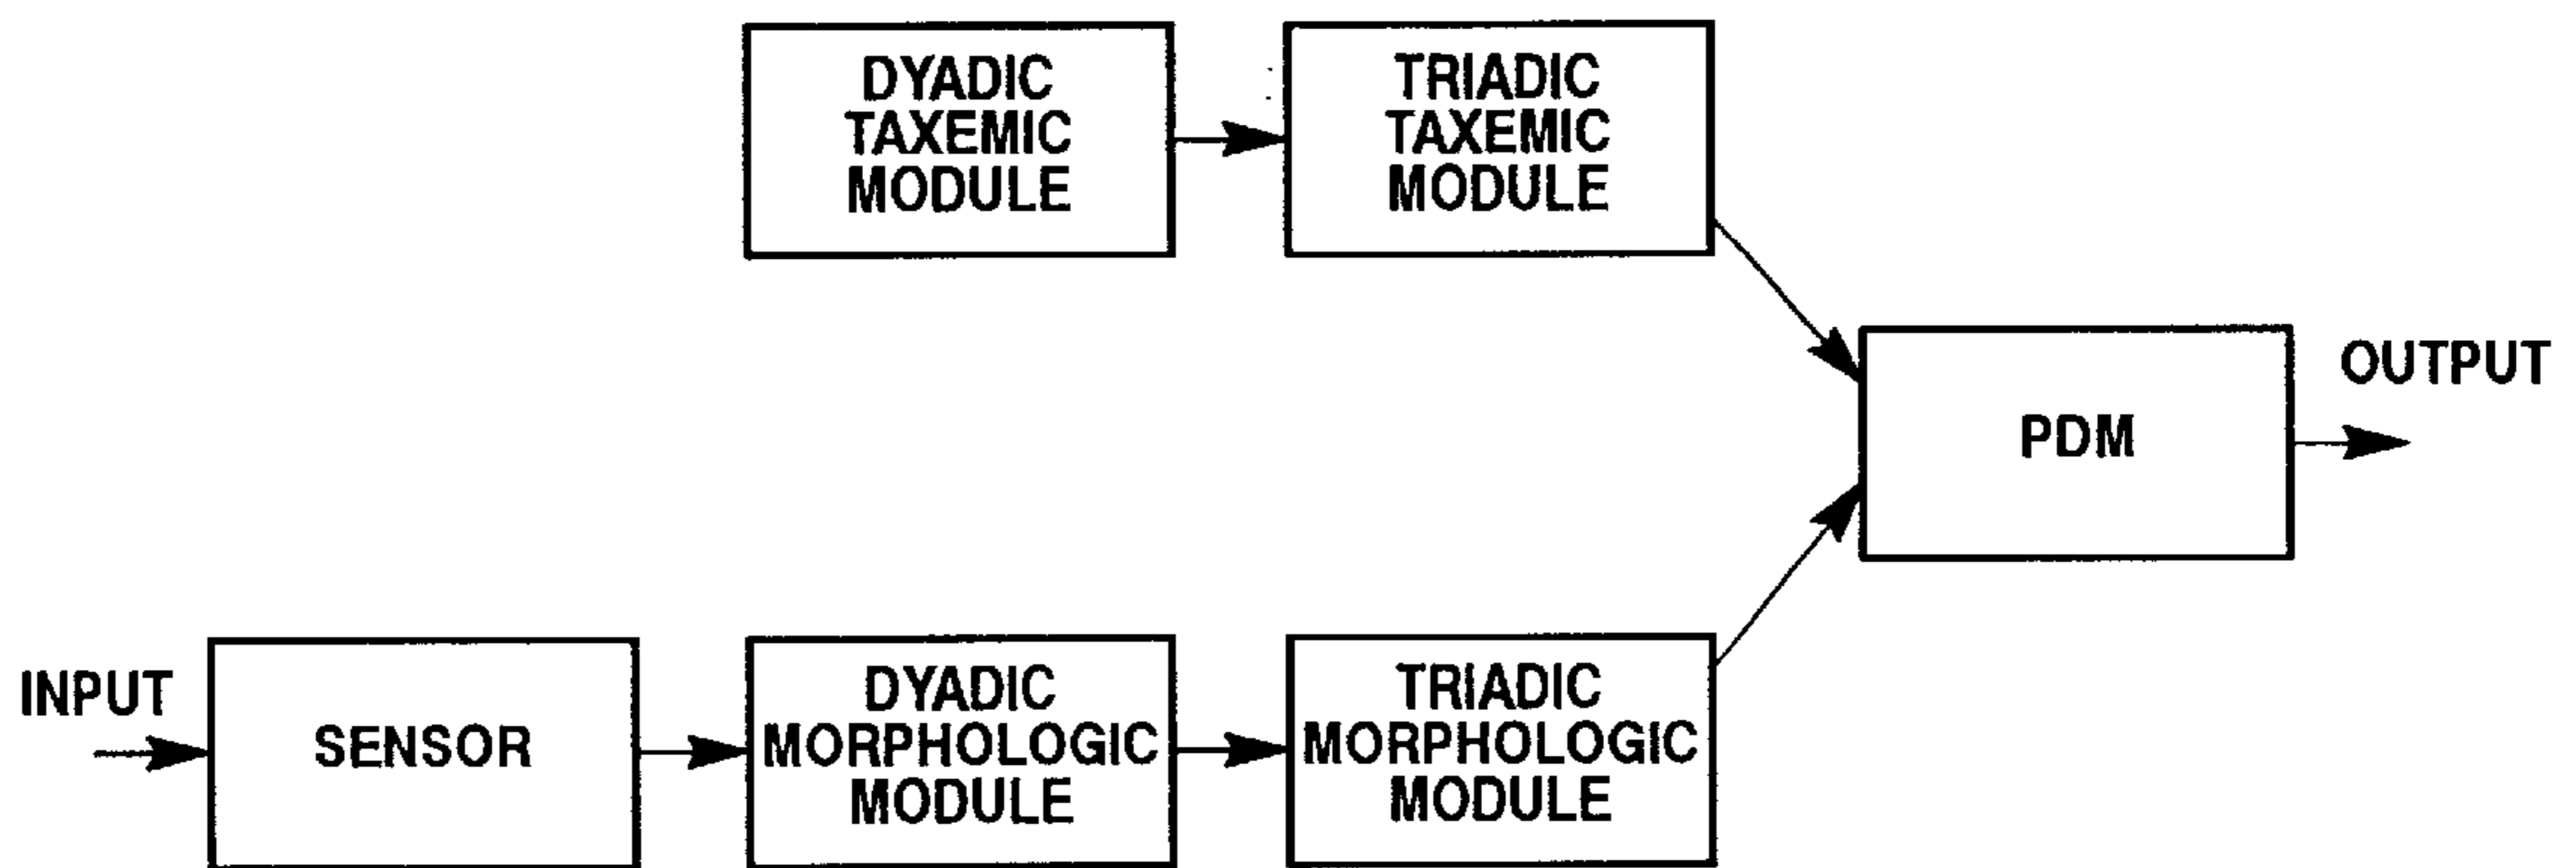 DYADIC
TAXEMIC
MODULE
TRIADIC
TAXEMIC
MODULE
PDM
OUTPUT
INPUT
SENSOR
DYADIC
MORPHOLOGIC
MODULE
TRIADIC
MORPHOLOGIC
MODULE